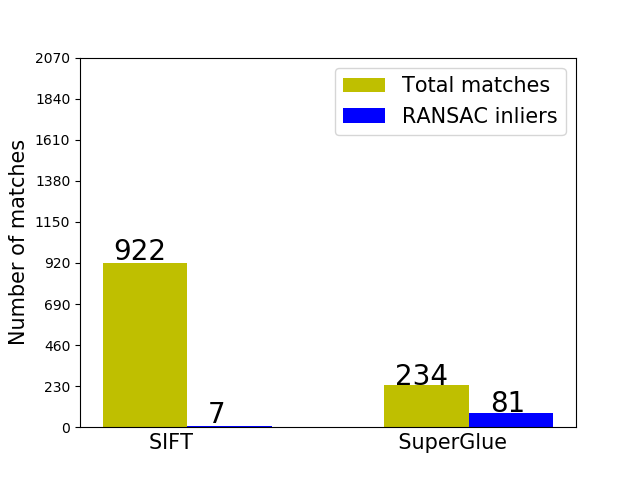 2070
1840
1610
1380
1150
920
690
460
230
0
Number of matches
Total matches
RANSAC inliers
922
7
234
81
SIFT
SuperGlue